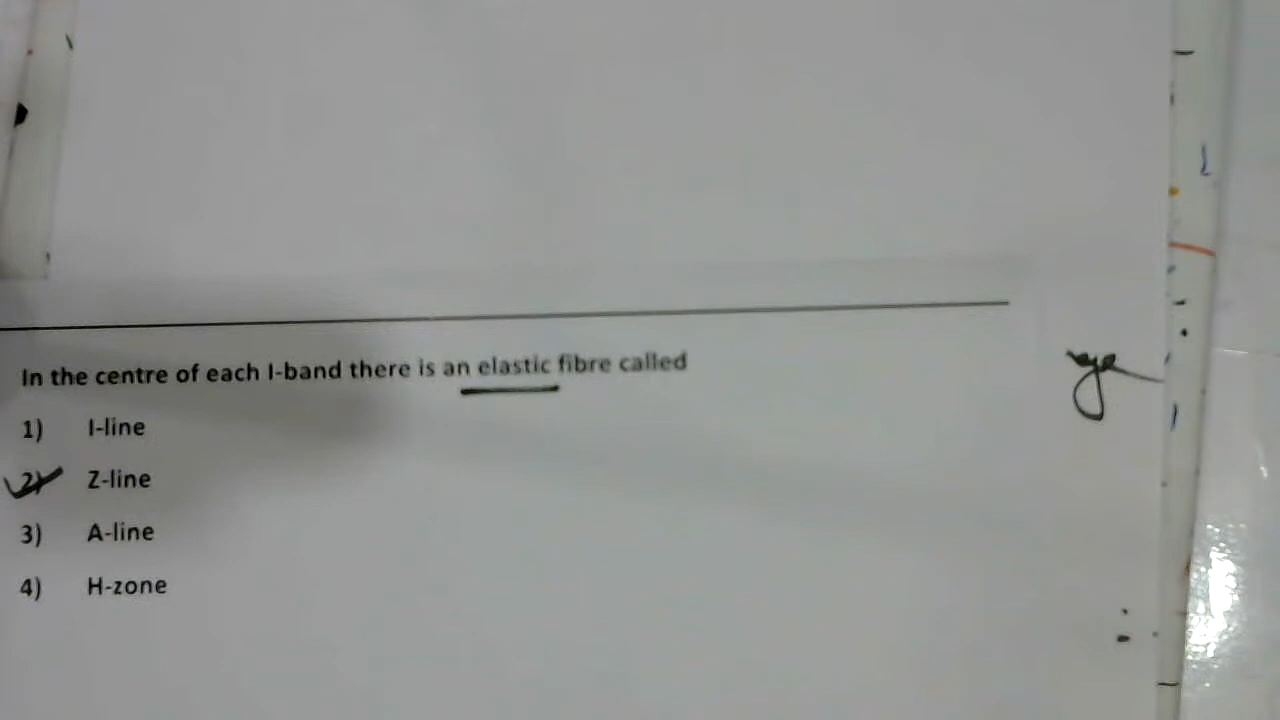 In the centre of each I-band there is an elastic fibre called
1) I-line
2) Z-line
3) A-line
4) H-zone